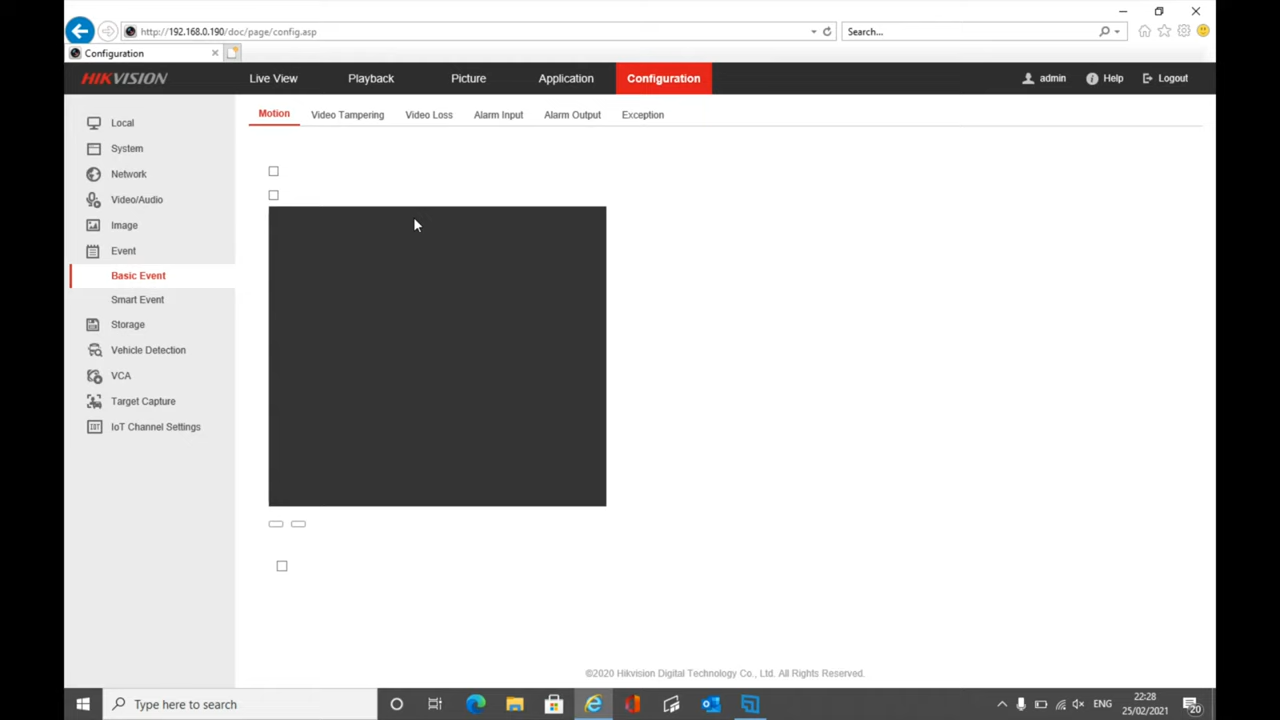 http://192.168.0.190/doc/page/config.asp
Search...
Configuration
HIKVISION
Live View
Playback
Picture
Application
Configuration
admin
Help
Logout
Motion
Video Tampering
Video Loss
Alarm Input
Alarm Output
Exception
Local
System
Network
Video/Audio
Image
Event
Basic Event
Smart Event
Storage
Vehicle Detection
VCA
Target Capture
IOT
IoT Channel Settings
©2020 Hikvision Digital Technology Co., Ltd. All Rights Reserved.
Type here to search
ENG
22:28
25/02/2021
20